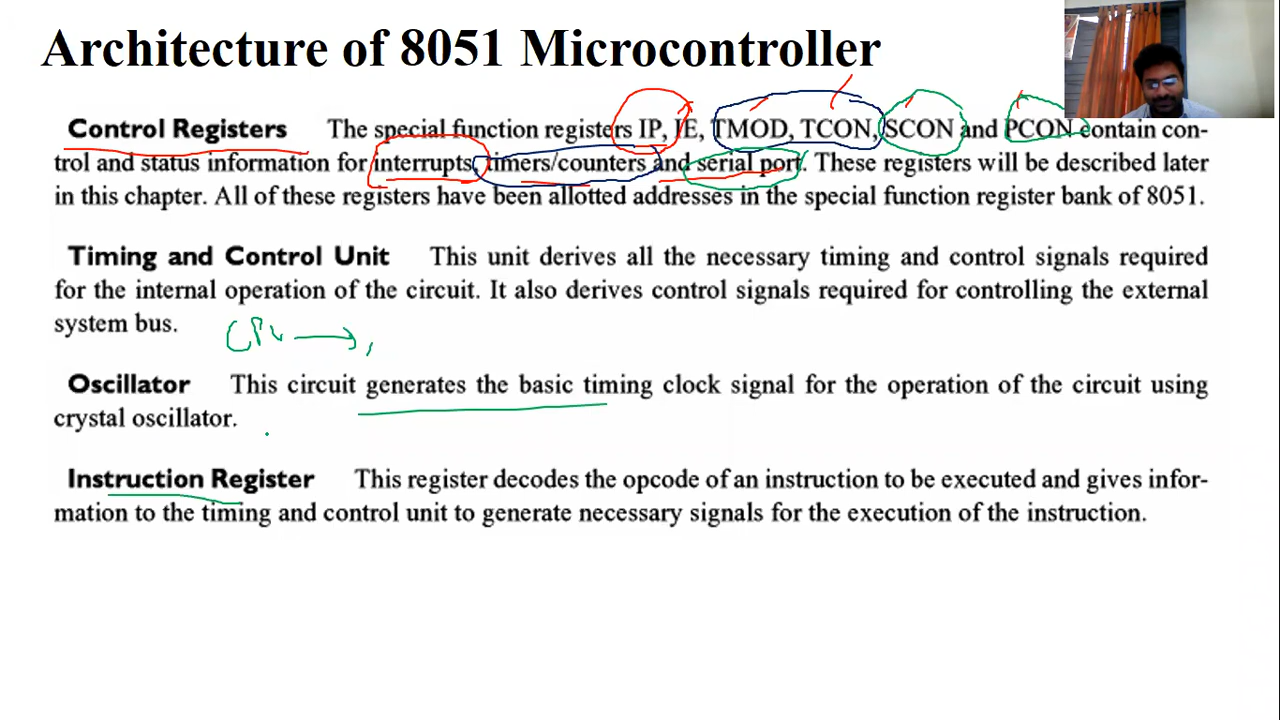 Architecture of 8051 Microcontroller
Control Registers The special function registers IP, IE, TMOD, TCON, SCON and PCON contain con-
trol and status information for interrupts, timers/counters and serial port. These registers will be described later
in this chapter. All of these registers have been allotted addresses in the special function register bank of 8051.
Timing and Control Unit This unit derives all the necessary timing and control signals required
for the internal operation of the circuit. It also derives control signals required for controlling the external
system bus.
CPU →
Oscillator This circuit generates the basic timing clock signal for the operation of the circuit using
crystal oscillator.
Instruction Register This register decodes the opcode of an instruction to be executed and gives infor-
mation to the timing and control unit to generate necessary signals for the execution of the instruction.